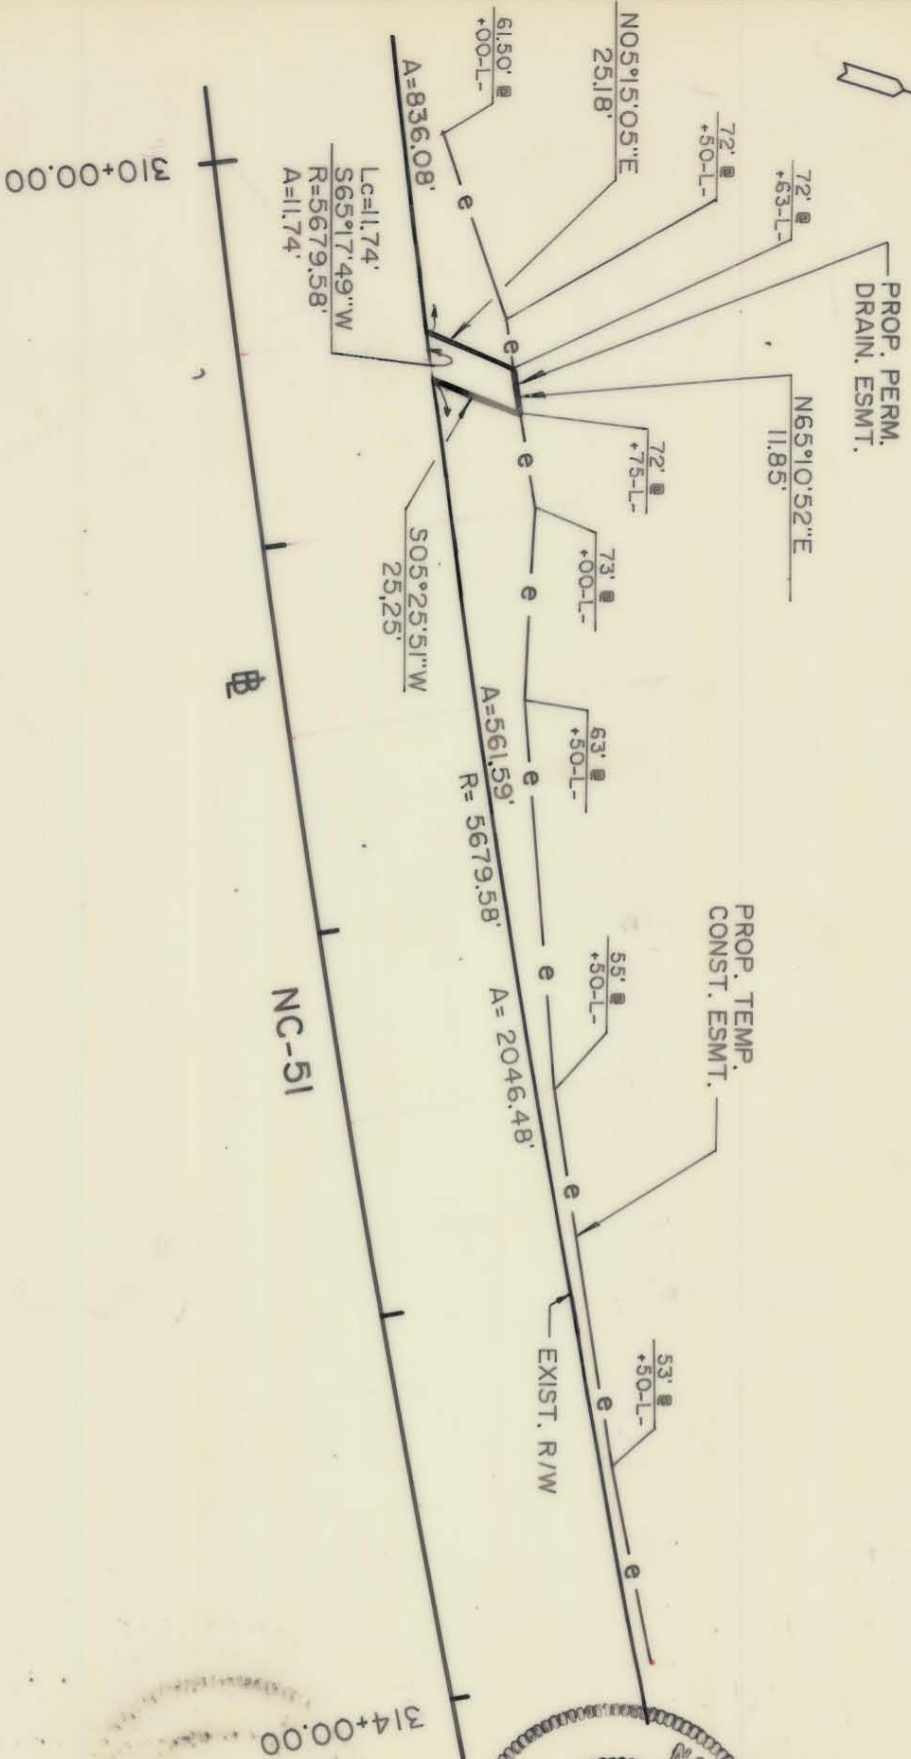 PROP. PERM.
DRAIN. ESMT.
N65°10'52"E
11.85'
72' @
+63-L-
72' @
+50-L-
N05°15'05"E
25.18'
61.50' @
+00-L-
72' @
+75-L-
73' @
+00-L-
63' @
+50-L-
55' @
+50-L-
53' @
+50-L-
PROP. TEMP.
CONST. ESMT.
e
e
e
e
e
e
e
e
e
A=836.08'
Lc=11.74'
S65°17'49"W
R=5679.58'
A=11.74'
S05°25'51"W
25.25'
A=561.59'
R= 5679.58'
A= 2046.48'
EXIST. R/W
310+00.00
BL
NC-51
314+00.00